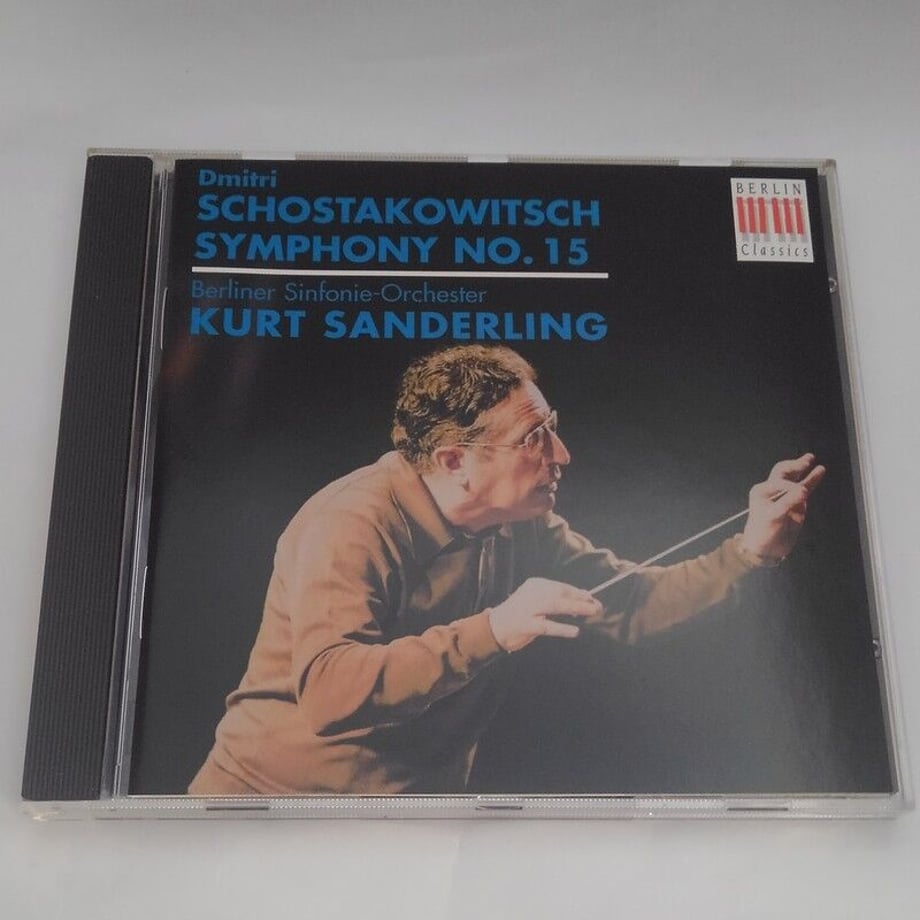 Dmitri
SCHOSTAKOWITSCH
SYMPHONY NO. 15
Berliner Sinfonie-Orchester
KURT SANDERLING
BERLIN
Classics